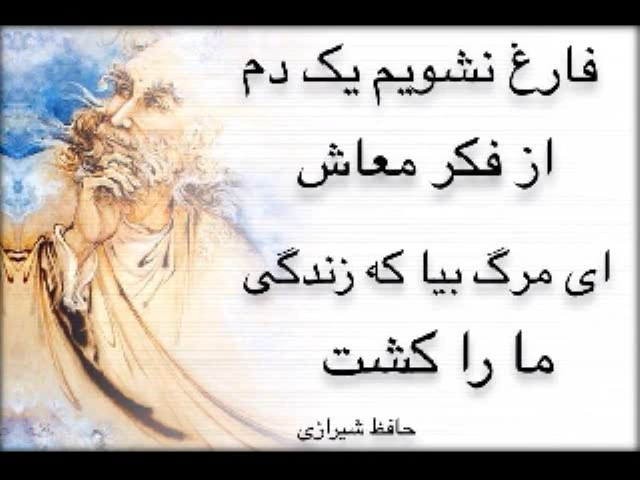 فارغ نشویم یک دم
از فکر معاش
ای مرگ بیا که زندگی
ما را کشت
حافظ شیرازی